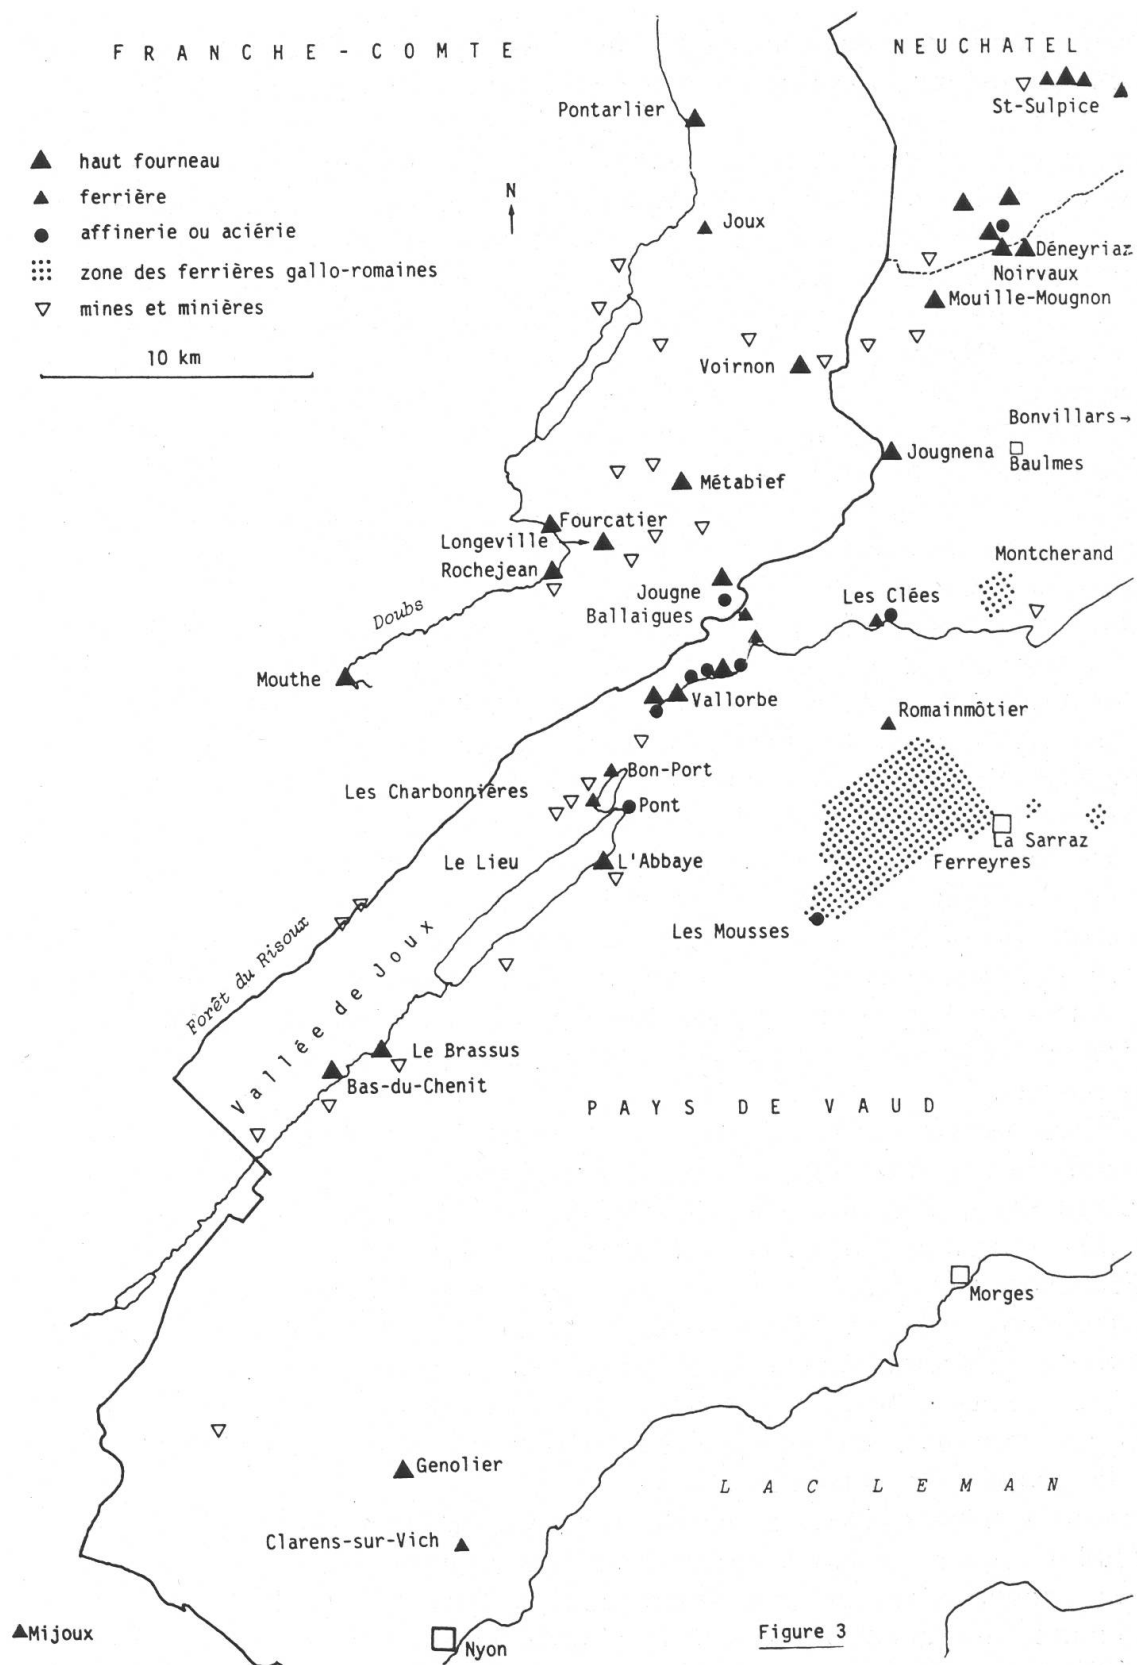 FRANCHE-COMTE
NEUCHATEL
St-Sulpice
Pontarlier
haut fourneau
ferrière
affinerie ou aciérie
zone des ferrières gallo-romaines
mines et minières
10 km
N
Joux
Déneyriaz
Noirvaux
Mouille-Mougnon
Voirnon
Bonvillars →
Jougnena
Baulmes
Métabief
Fourcatier
Longeville
Rochejean
Montcherand
Jougne
Ballaigues
Les Clées
Doubs
Mouthe
Vallorbe
Romainmôtier
Bon-Port
Les Charbonnières
Pont
La Sarraz
Ferreyres
Le Lieu
L'Abbaye
Les Mousses
Forêt du Risoux
Vallée de Joux
Le Brassus
Bas-du-Chenit
PAYS DE VAUD
Morges
Genolier
LAC LEMAN
Clarens-sur-Vich
Mijoux
Nyon
Figure 3